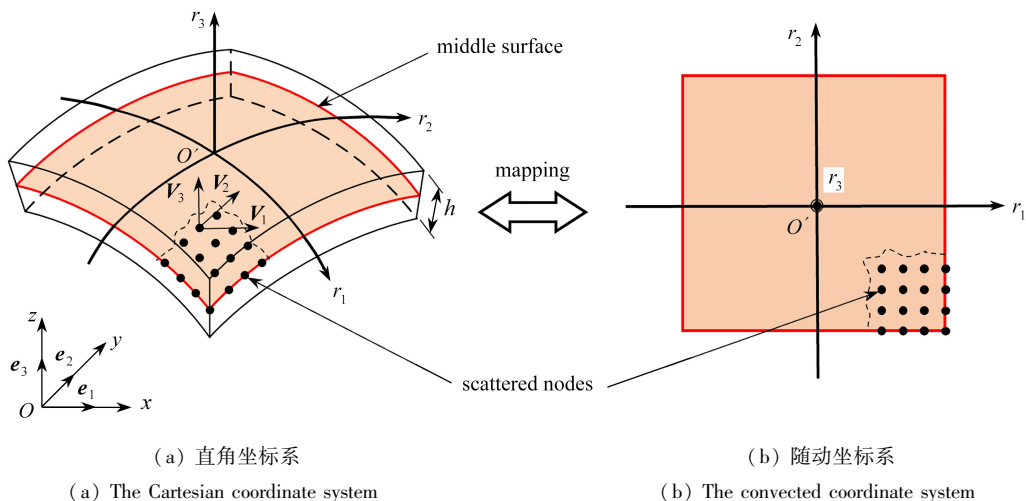 r3
middle surface
r2
O′
V3
V2
V1
h
r1
z
y
e3
e2
e1
O
x
mapping
scattered nodes
r2
r3
O′
r1
(a) 直角坐标系
(a) The Cartesian coordinate system
(b) 随动坐标系
(b) The convected coordinate system